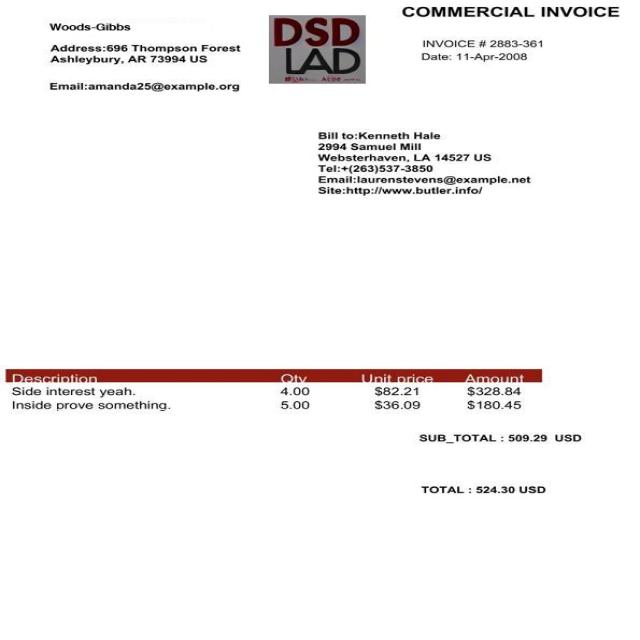 COMMERCIAL INVOICE
Woods-Gibbs
Address:696 Thompson Forest
Ashleybury, AR 73994 US
Email:amanda25@example.org
DSD
LAD
INVOICE # 2883-361
Date: 11-Apr-2008
Bill to:Kenneth Hale
2994 Samuel Mill
Websterhaven, LA 14527 US
Tel:+(263)537-3850
Email:laurenstevens@example.net
Site:http://www.butler.info/
Description Qty Unit price Amount
Side interest yeah. 4.00 $82.21 $328.84
Inside prove something. 5.00 $36.09 $180.45
SUB_TOTAL : 509.29 USD
TOTAL : 524.30 USD